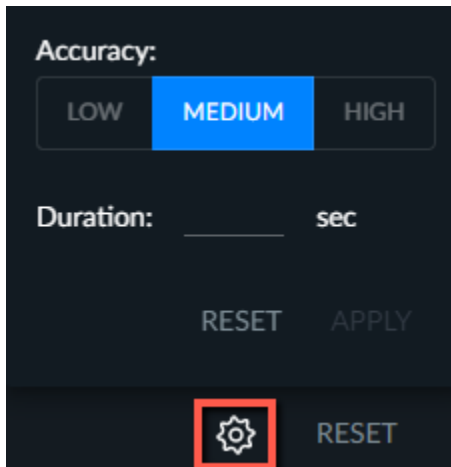 Accuracy:
LOW MEDIUM HIGH
Duration: sec
RESET APPLY
RESET